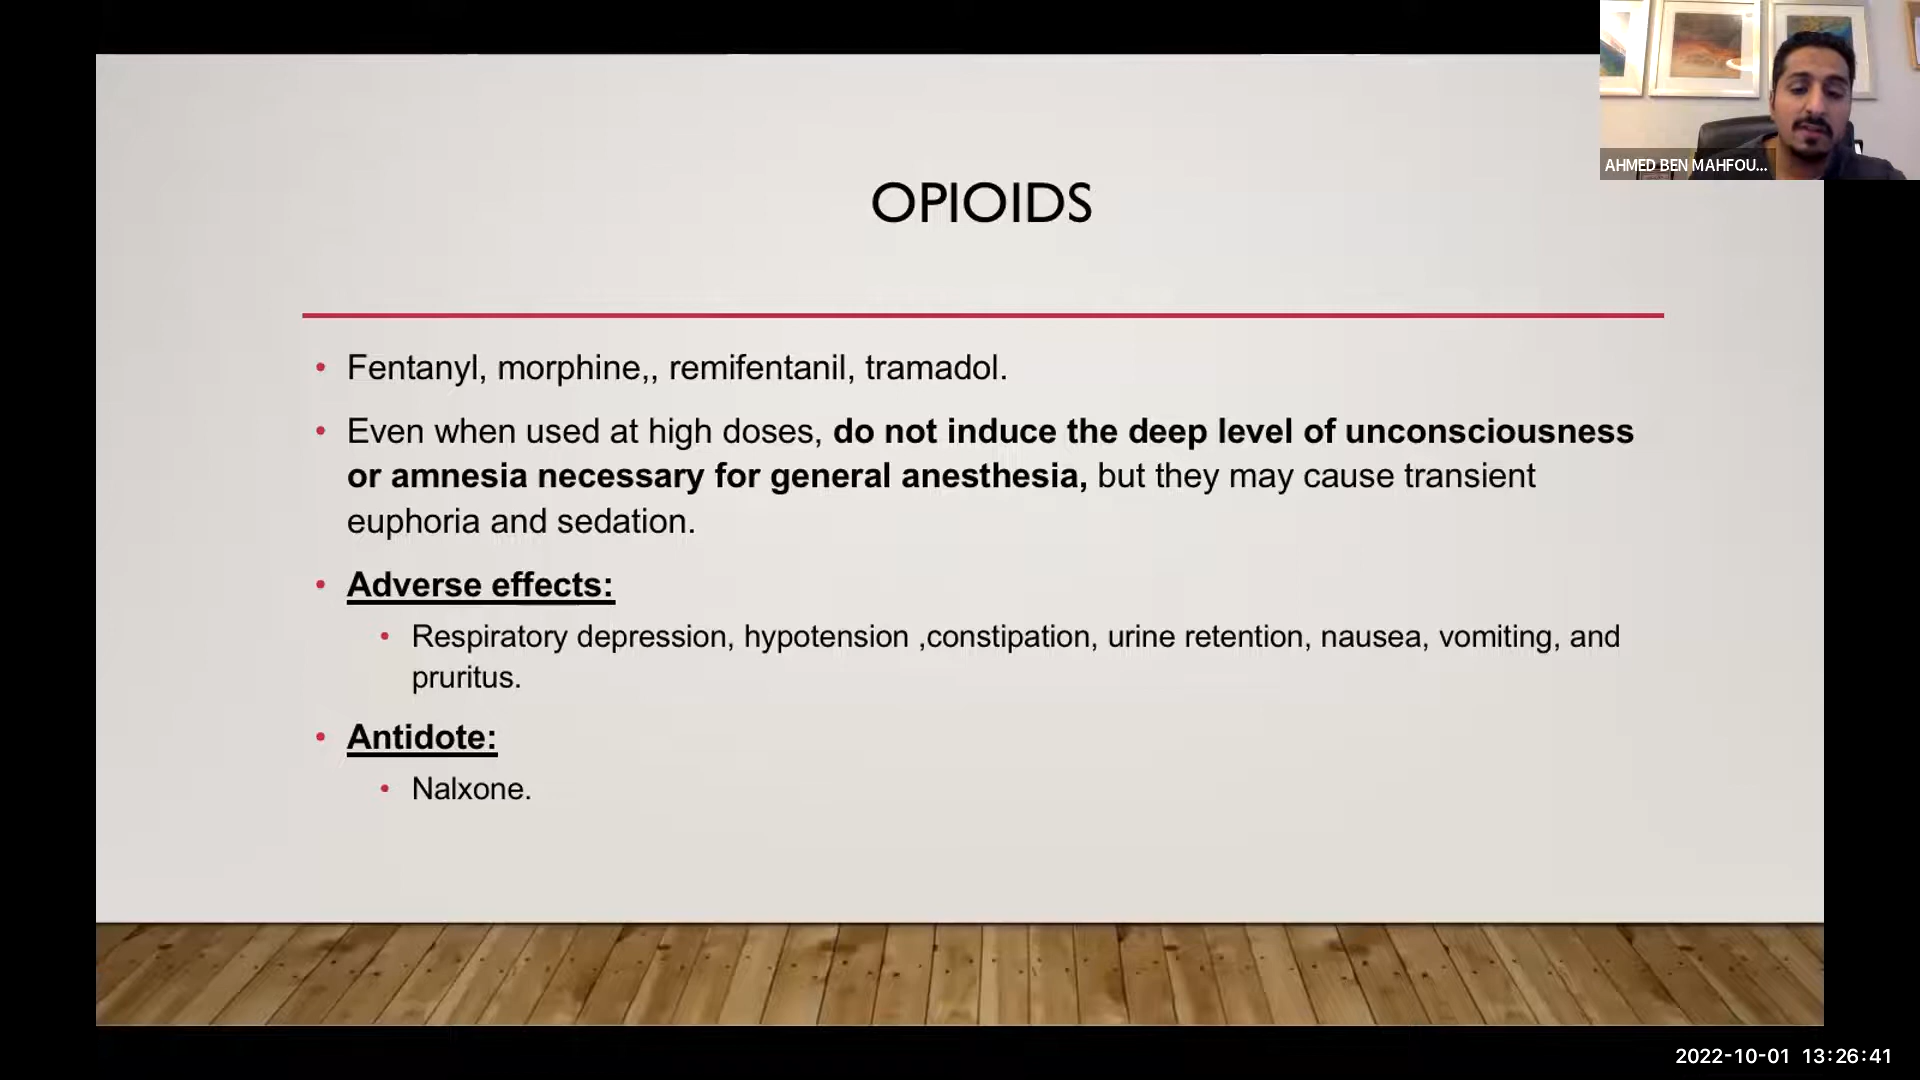 AHMED BEN MAHFOU...
OPIOIDS
• Fentanyl, morphine,, remifentanil, tramadol.
• Even when used at high doses, do not induce the deep level of unconsciousness
or amnesia necessary for general anesthesia, but they may cause transient
euphoria and sedation.
• Adverse effects:
• Respiratory depression, hypotension ,constipation, urine retention, nausea, vomiting, and
pruritus.
• Antidote:
• Nalxone.
2022-10-01 13:26:41